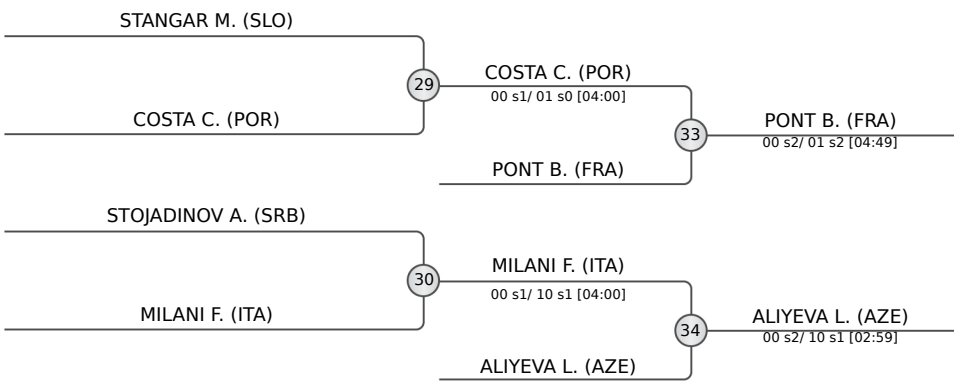 STANGAR M. (SLO)
29
COSTA C. (POR)
COSTA C. (POR)
00 s1/ 01 s0 [04:00]
33
PONT B. (FRA)
PONT B. (FRA)
00 s2/ 01 s2 [04:49]
STOJADINOV A. (SRB)
30
MILANI F. (ITA)
MILANI F. (ITA)
00 s1/ 10 s1 [04:00]
34
ALIYEVA L. (AZE)
ALIYEVA L. (AZE)
00 s2/ 10 s1 [02:59]